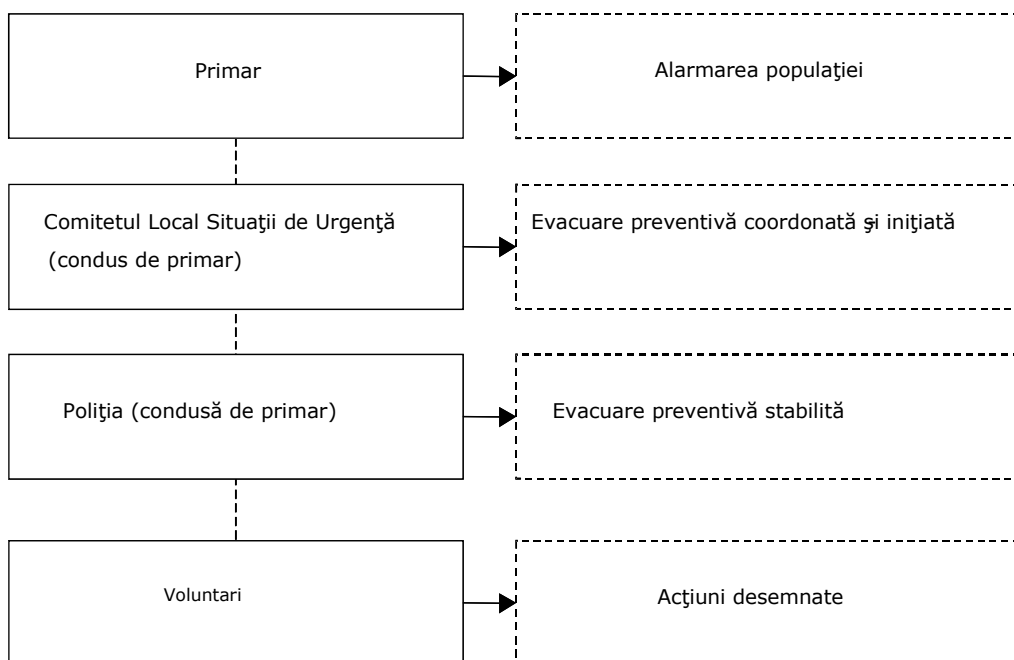 Primar
Alarmarea populaţiei
Comitetul Local Situaţii de Urgenţă
(condus de primar)
Evacuare preventivă coordonată şi iniţiată
Poliţia (condusă de primar)
Evacuare preventivă stabilită
Voluntari
Acţiuni desemnate